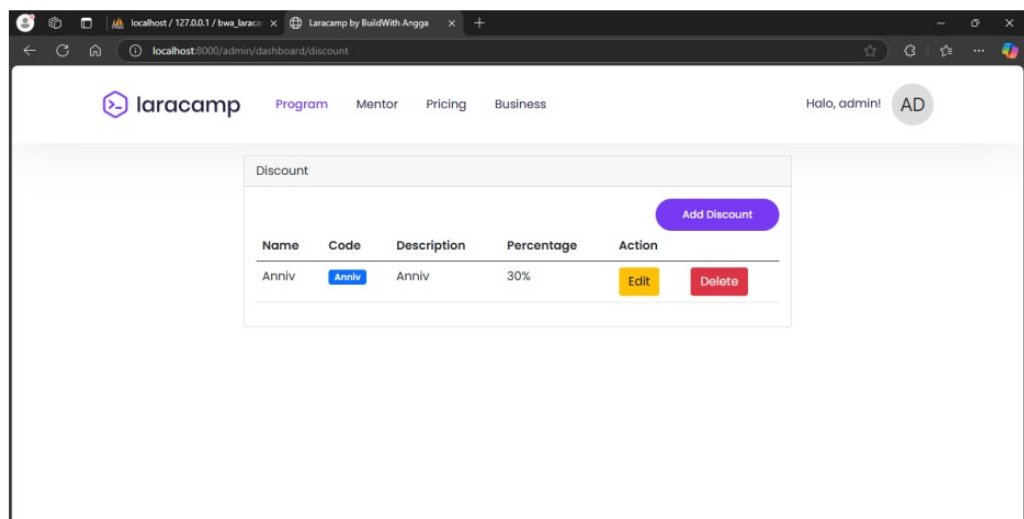 localhost / 127.0.0.1 / bwa_laraca
Laracamp by BuildWith Angga
localhost:8000/admin/dashboard/discount
laracamp Program Mentor Pricing Business Halo, admin! AD
Discount
Add Discount
Name Code Description Percentage Action
Anniv Anniv Anniv 30% Edit Delete